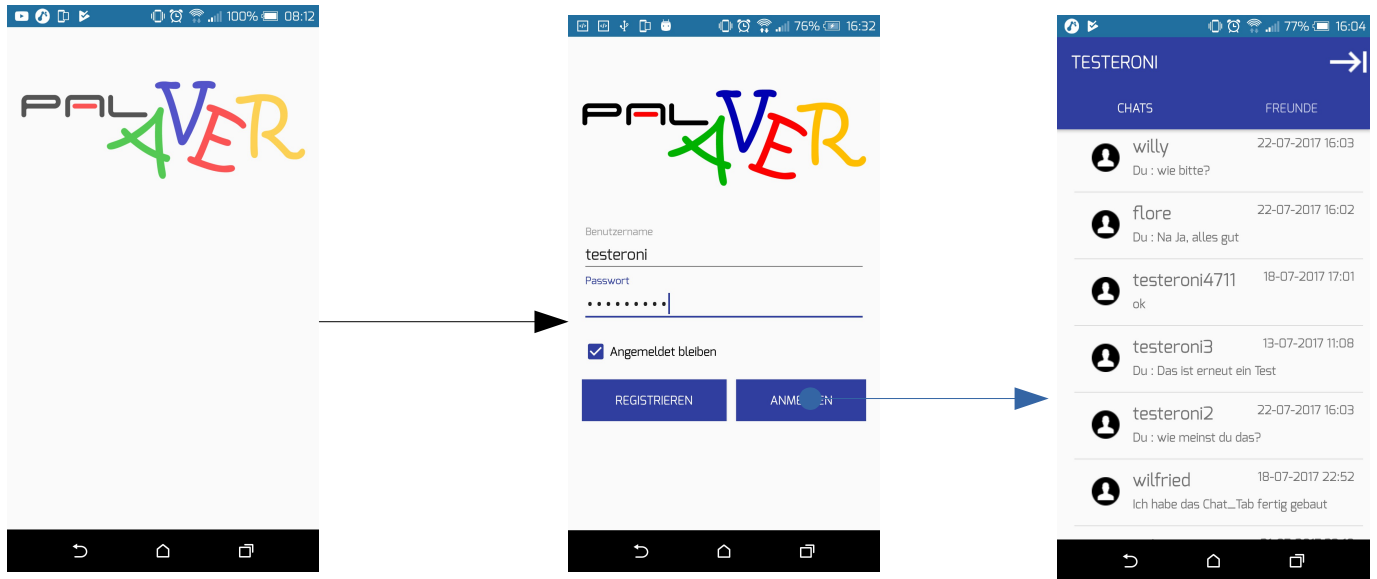 100% 08:12
PALAVER
76% 16:32
PALAVER
Benutzername
testeroni
Passwort
Angemeldet bleiben
REGISTRIEREN
ANMELDEN
77% 16:04
TESTERONI
CHATS FREUNDE
willy 22-07-2017 16:03
Du : wie bitte?
flore 22-07-2017 16:02
Du : Na Ja, alles gut
testeroni4711 18-07-2017 17:01
ok
testeroni3 13-07-2017 11:08
Du : Das ist erneut ein Test
testeroni2 22-07-2017 16:03
Du : wie meinst du das?
wilfried 18-07-2017 22:52
Ich habe das Chat_Tab fertig gebaut